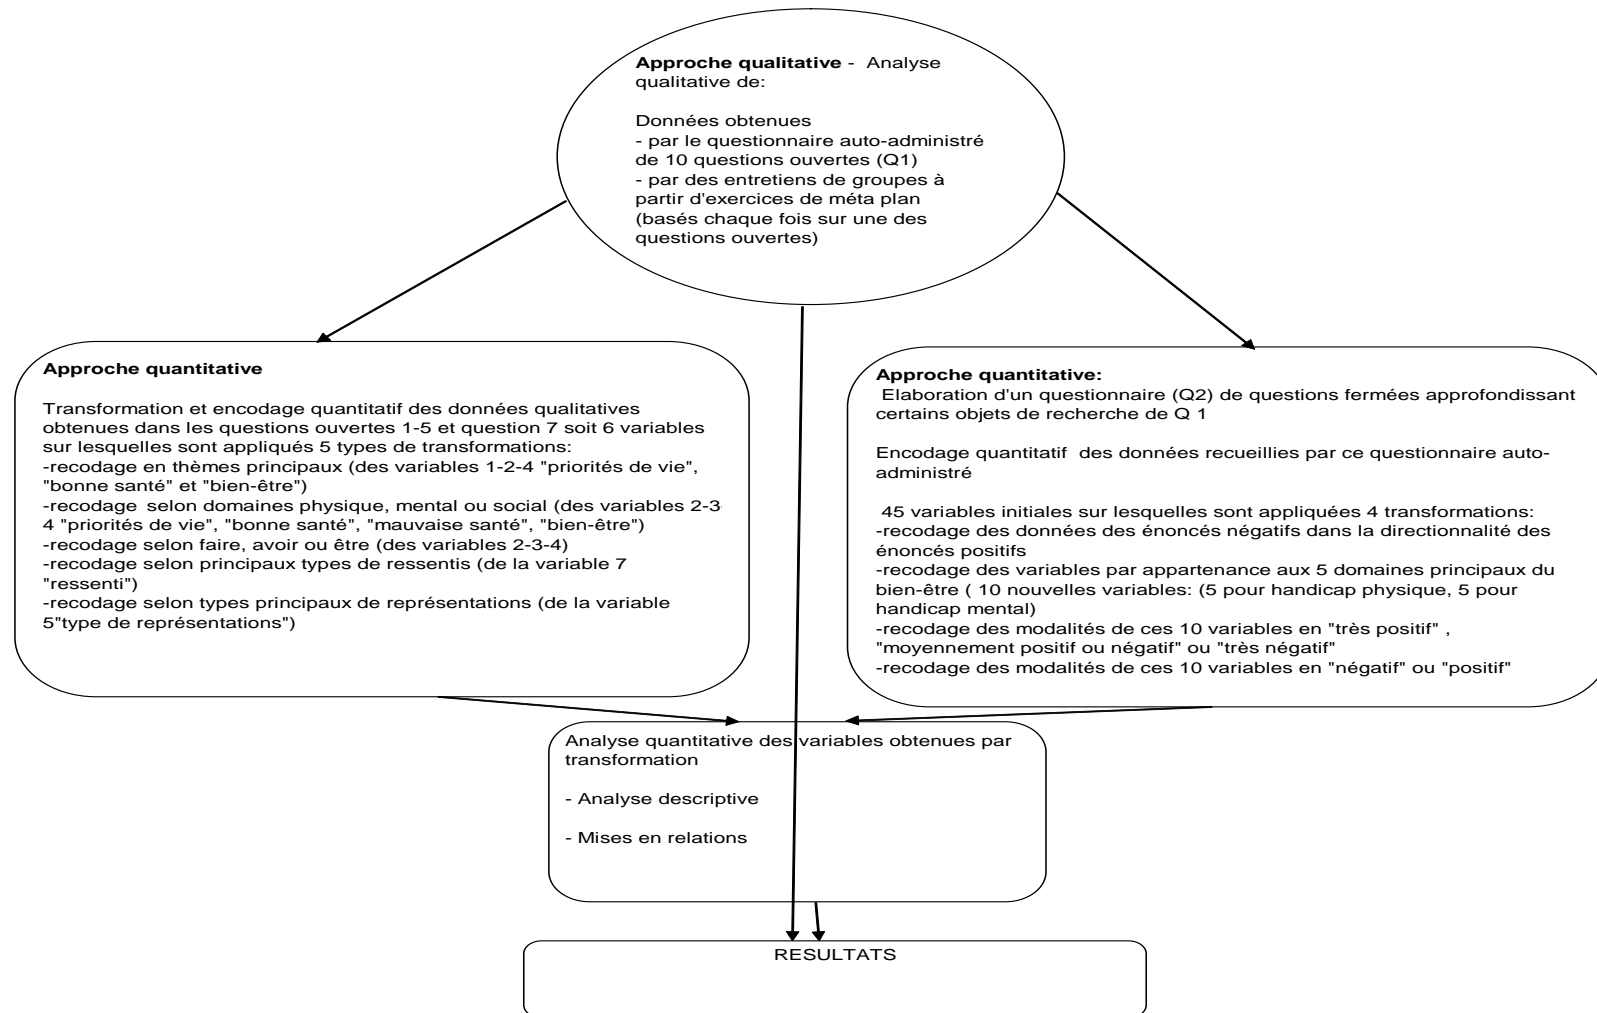 Approche qualitative - Analyse
qualitative de:
Données obtenues
- par le questionnaire auto-administré
de 10 questions ouvertes (Q1)
- par des entretiens de groupes à
partir d'exercices de méta plan
(basés chaque fois sur une des
questions ouvertes)
Approche quantitative
Transformation et encodage quantitatif des données qualitatives
obtenues dans les questions ouvertes 1-5 et question 7 soit 6 variables
sur lesquelles sont appliqués 5 types de transformations:
-recodage en thèmes principaux (des variables 1-2-4 "priorités de vie",
"bonne santé" et "bien-être")
-recodage selon domaines physique, mental ou social (des variables 2-3-
4 "priorités de vie", "bonne santé", "mauvaise santé", "bien-être")
-recodage selon faire, avoir ou être (des variables 2-3-4)
-recodage selon principaux types de ressentis (de la variable 7
"ressenti")
-recodage selon types principaux de représentations (de la variable
5"type de représentations")
Approche quantitative:
Elaboration d'un questionnaire (Q2) de questions fermées approfondissant
certains objets de recherche de Q 1
Encodage quantitatif des données recueillies par ce questionnaire auto-
administré
45 variables initiales sur lesquelles sont appliquées 4 transformations:
-recodage des données des énoncés négatifs dans la directionnalité des
énoncés positifs
-recodage des variables par appartenance aux 5 domaines principaux du
bien-être ( 10 nouvelles variables: (5 pour handicap physique, 5 pour
handicap mental)
-recodage des modalités de ces 10 variables en "très positif" ,
"moyennement positif ou négatif" ou "très négatif"
-recodage des modalités de ces 10 variables en "négatif" ou "positif"
Analyse quantitative des variables obtenues par
transformation
- Analyse descriptive
- Mises en relations
RESULTATS